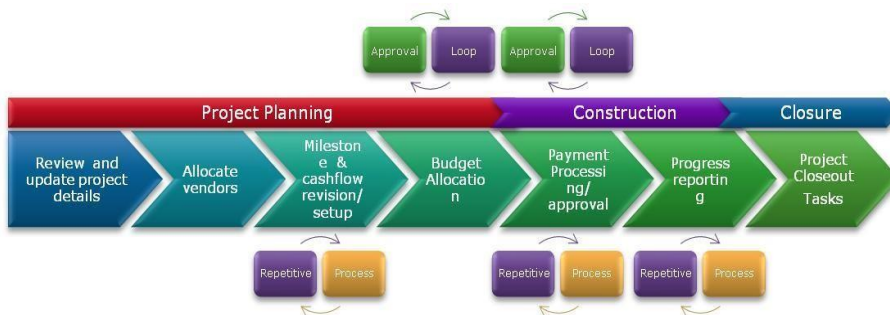 Approval Loop Approval Loop
Project Planning Construction Closure
Review and
update project
details
Allocate
vendors
Mileston
e &
cashflow
revision/
setup
Budget
Allocatio
n
Payment
Processi
ng/
approval
Progress
reportin
g
Project
Closeout
Tasks
Repetitive Process Repetitive Process Repetitive Process